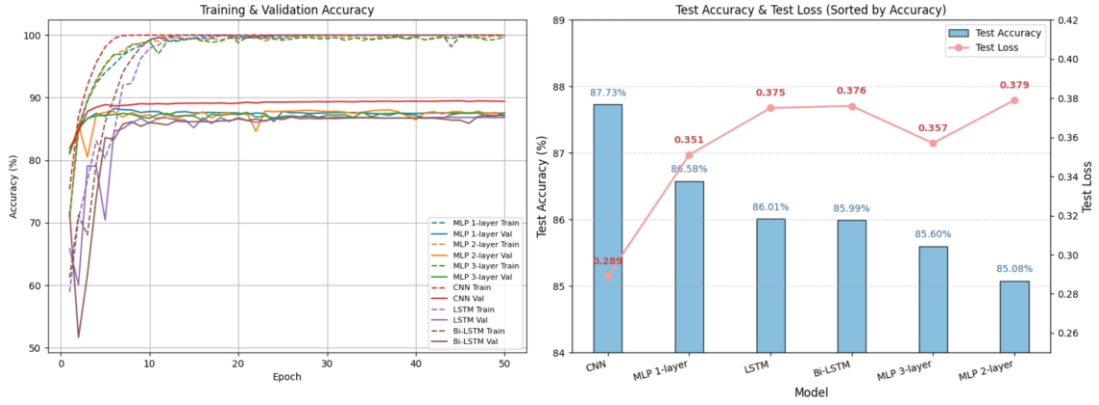 Training & Validation Accuracy
Accuracy (%)
100
90
80
70
60
50
0
10
20
30
40
50
Epoch
MLP 1-layer Train
MLP 1-layer Val
MLP 2-layer Train
MLP 2-layer Val
MLP 3-layer Train
MLP 3-layer Val
CNN Train
CNN Val
LSTM Train
LSTM Val
Bi-LSTM Train
Bi-LSTM Val
Test Accuracy & Test Loss (Sorted by Accuracy)
Test Accuracy (%)
89
88
87
86
85
84
Test Accuracy
Test Loss
87.73%
86.58%
86.01%
85.99%
85.60%
85.08%
0.289
0.351
0.375
0.376
0.357
0.379
0.42
0.40
0.38
0.36
0.34
0.32
0.30
0.28
0.26
Test Loss
CNN
MLP 1-layer
LSTM
Bi-LSTM
MLP 3-layer
MLP 2-layer
Model